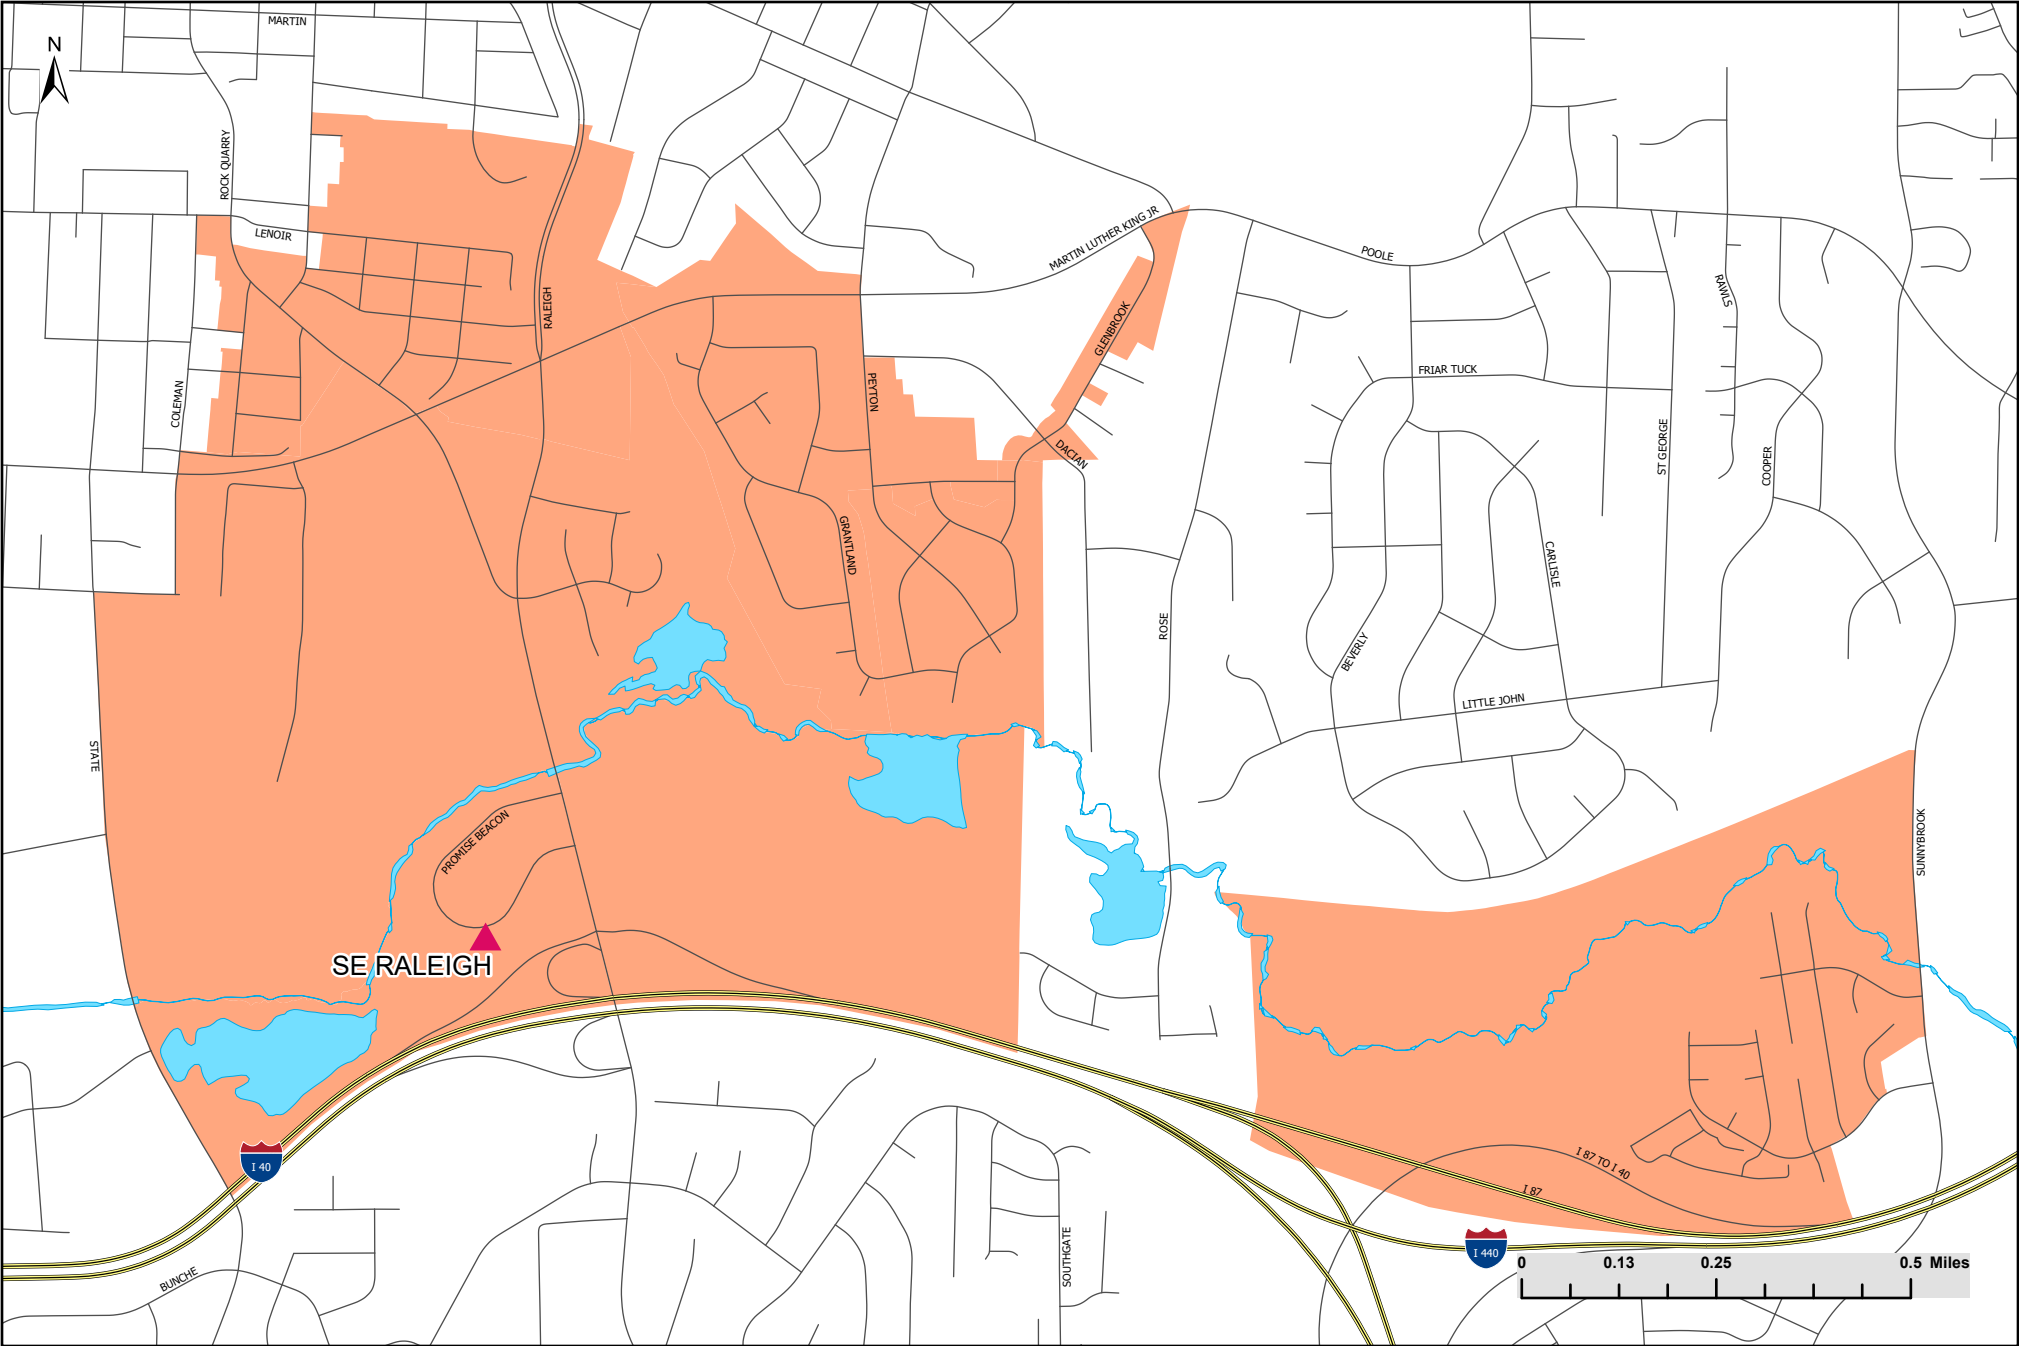 MARTIN
N
ROCK QUARRY
LENOIR
MARTIN LUTHER KING JR
POOLE
RALEIGH
GLENBROOK
RAWLS
FRIAR TUCK
COLEMAN
PEYTON
DACIAN
ST GEORGE
COOPER
GRANTLAND
CARLISLE
ROSE
BEVERLY
LITTLE JOHN
STATE
PROMISE BEACON
SUNNYBROOK
SE RALEIGH
I 40
I 87 TO I 40
I 87
SOUTHGATE
I 440
BUNCHE
0 0.13 0.25 0.5 Miles